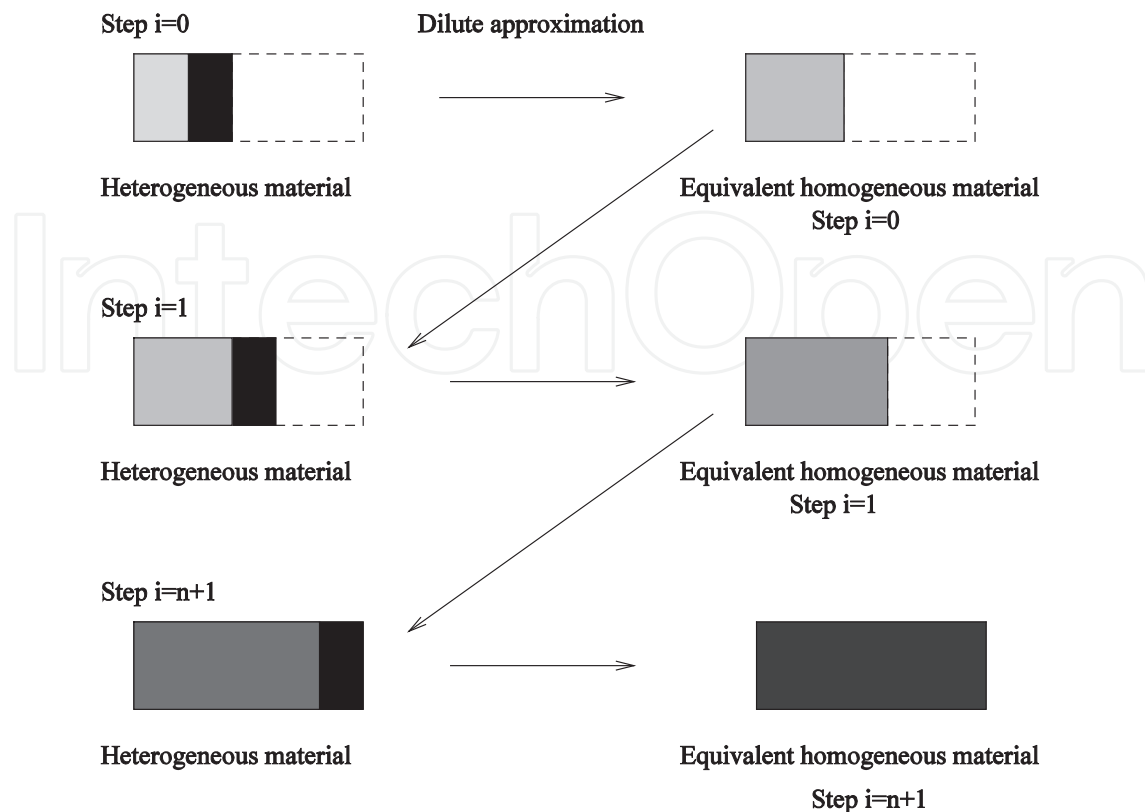 Step i=0
Dilute approximation
Heterogeneous material
Equivalent homogeneous material
Step i=0
IntechOpen
Step i=1
Heterogeneous material
Equivalent homogeneous material
Step i=1
Step i=n+1
Heterogeneous material
Equivalent homogeneous material
Step i=n+1